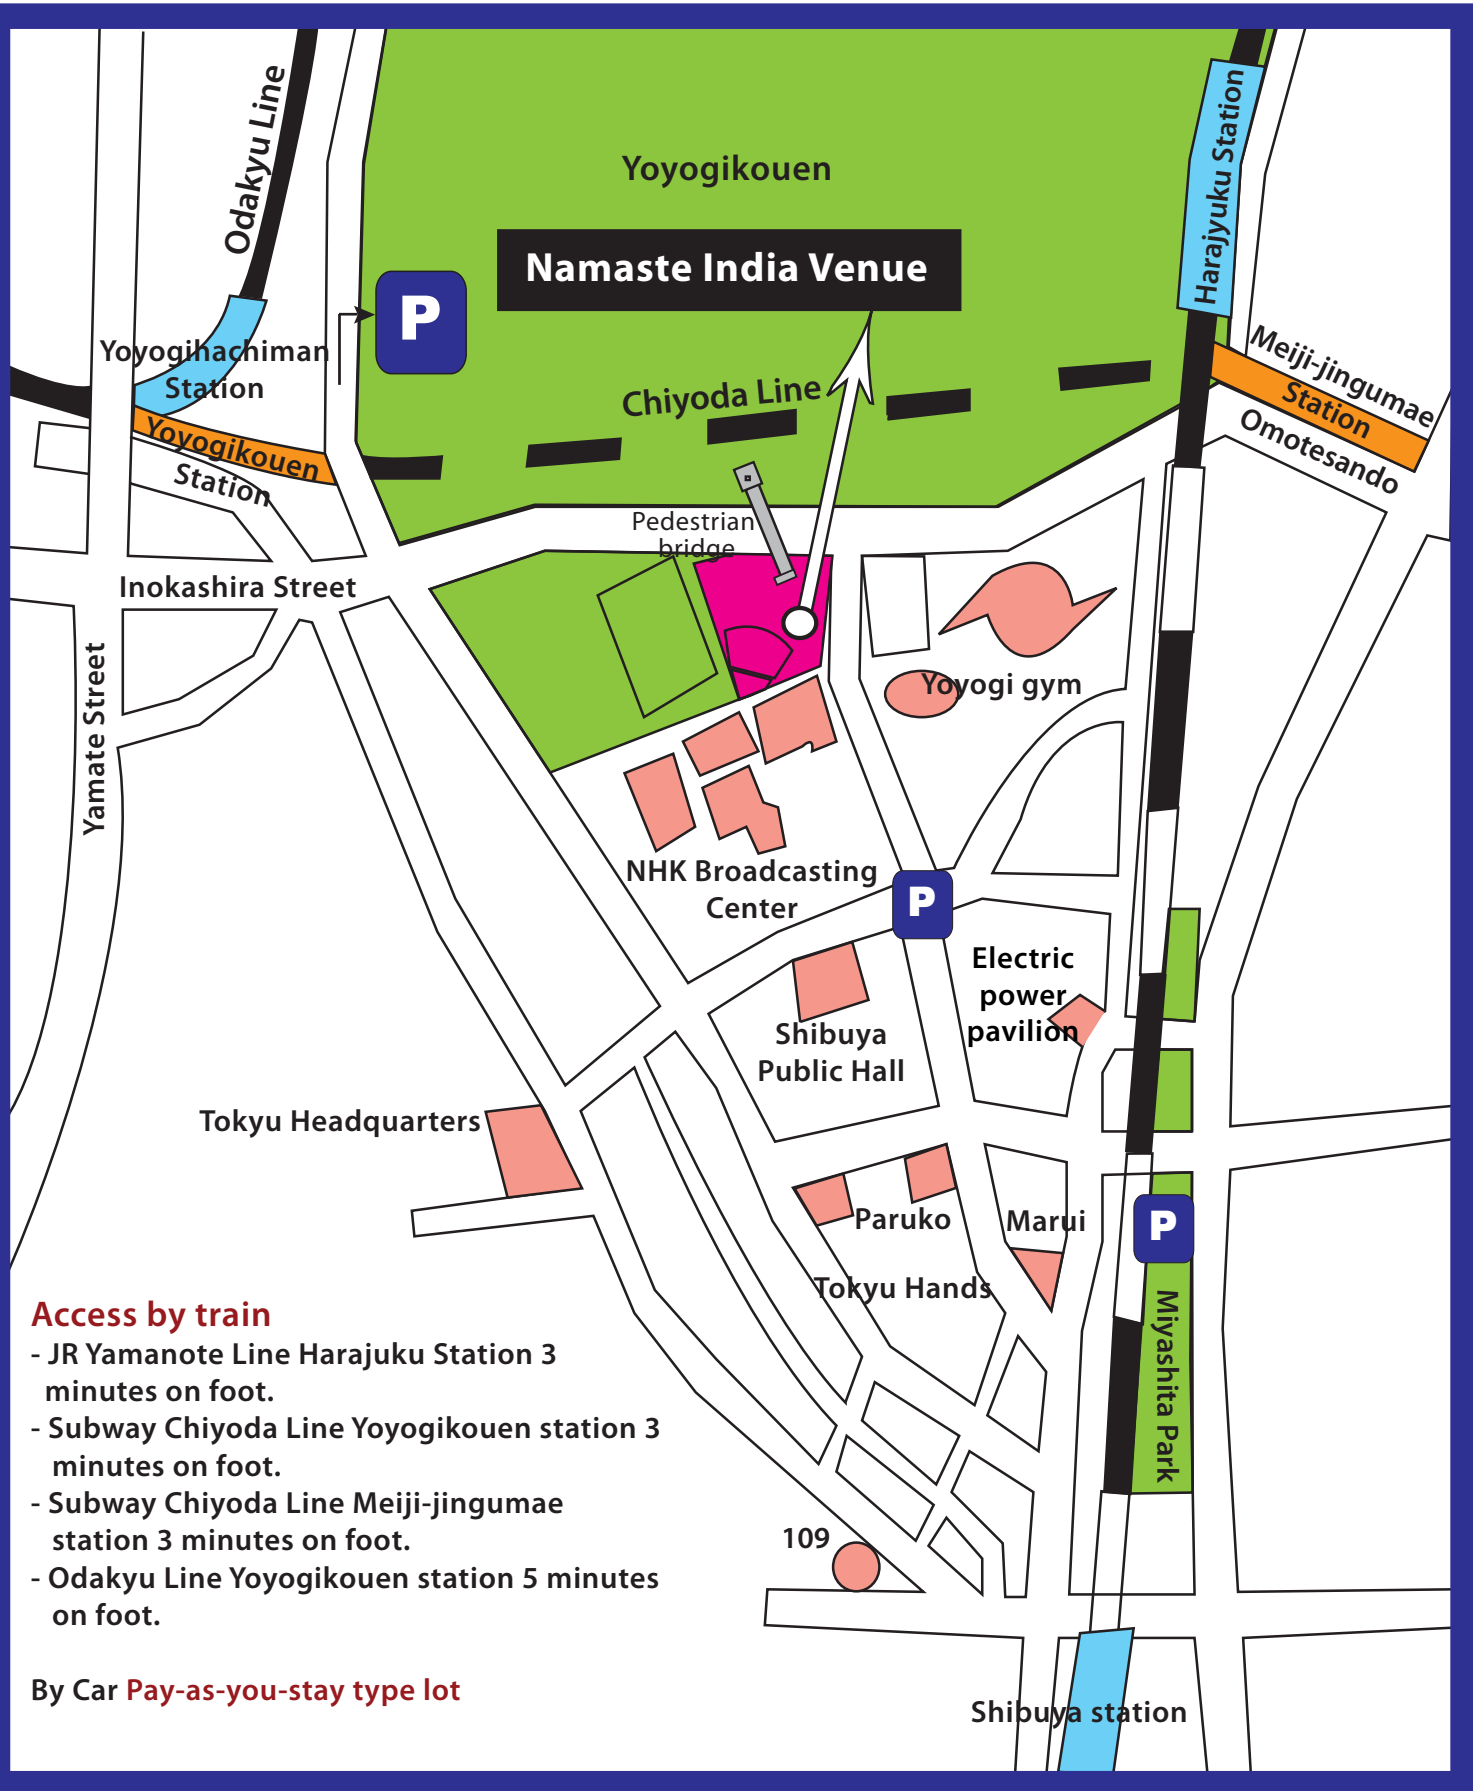 Odakyu Line
Yoyogikouen
Harajyuku Station
Namaste India Venue
P
Yoyogihachiman
Station
Chiyoda Line
Meiji-jingumae
Station
Omotesando
Yoyogikouen
Station
Pedestrian
bridge
Inokashira Street
Yamate Street
Yoyogi gym
NHK Broadcasting
Center
P
Electric
power
pavilion
Shibuya
Public Hall
Tokyu Headquarters
Paruko
Marui
P
Tokyu Hands
Miyashita Park
Access by train
- JR Yamanote Line Harajuku Station 3
minutes on foot.
- Subway Chiyoda Line Yoyogikouen station 3
minutes on foot.
- Subway Chiyoda Line Meiji-jingumae
station 3 minutes on foot.
- Odakyu Line Yoyogikouen station 5 minutes
on foot.
109
By Car Pay-as-you-stay type lot
Shibuya station